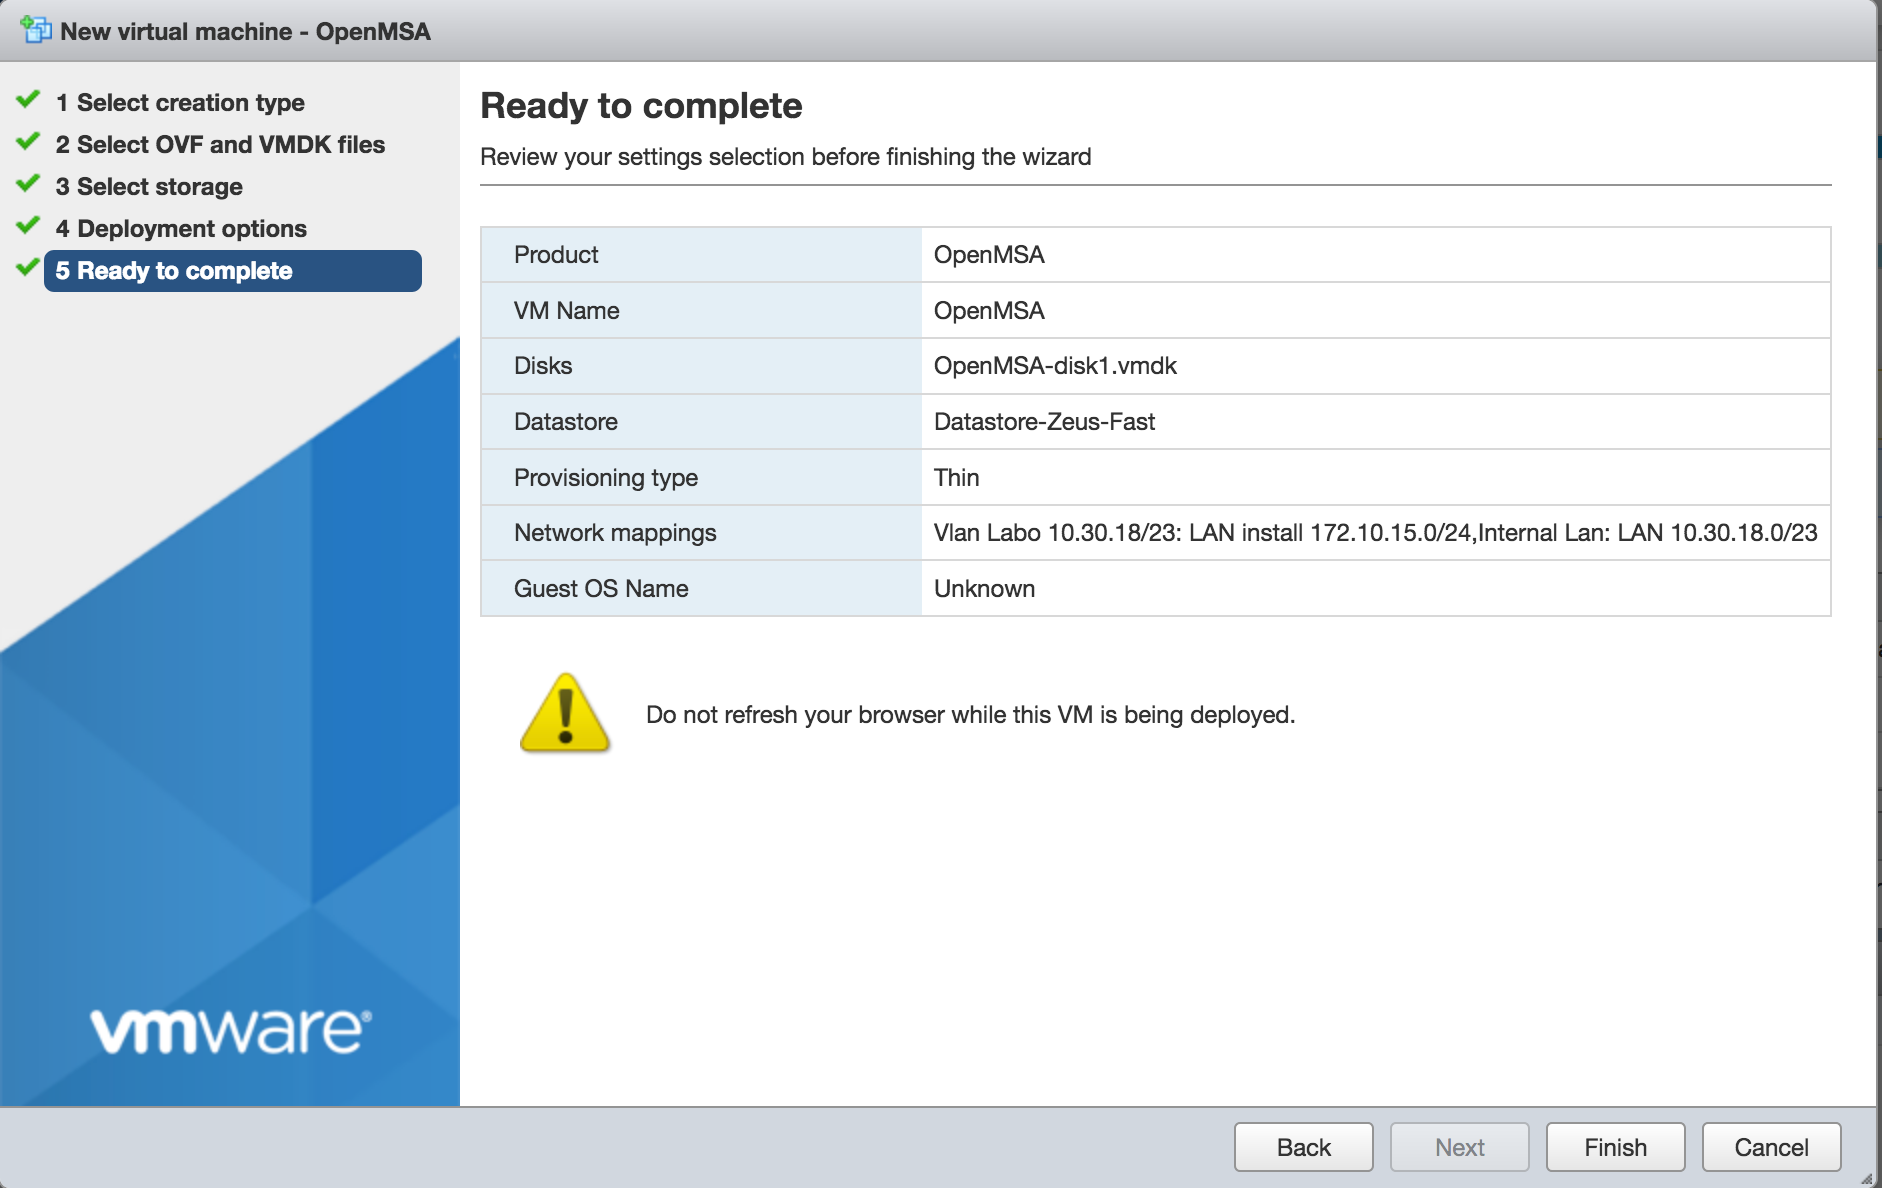 New virtual machine - OpenMSA
1 Select creation type
2 Select OVF and VMDK files
3 Select storage
4 Deployment options
5 Ready to complete
vmware®
Ready to complete
Review your settings selection before finishing the wizard
Product OpenMSA
VM Name OpenMSA
Disks OpenMSA-disk1.vmdk
Datastore Datastore-Zeus-Fast
Provisioning type Thin
Network mappings Vlan Labo 10.30.18/23: LAN install 172.10.15.0/24,Internal Lan: LAN 10.30.18.0/23
Guest OS Name Unknown
Do not refresh your browser while this VM is being deployed.
Back Next Finish Cancel